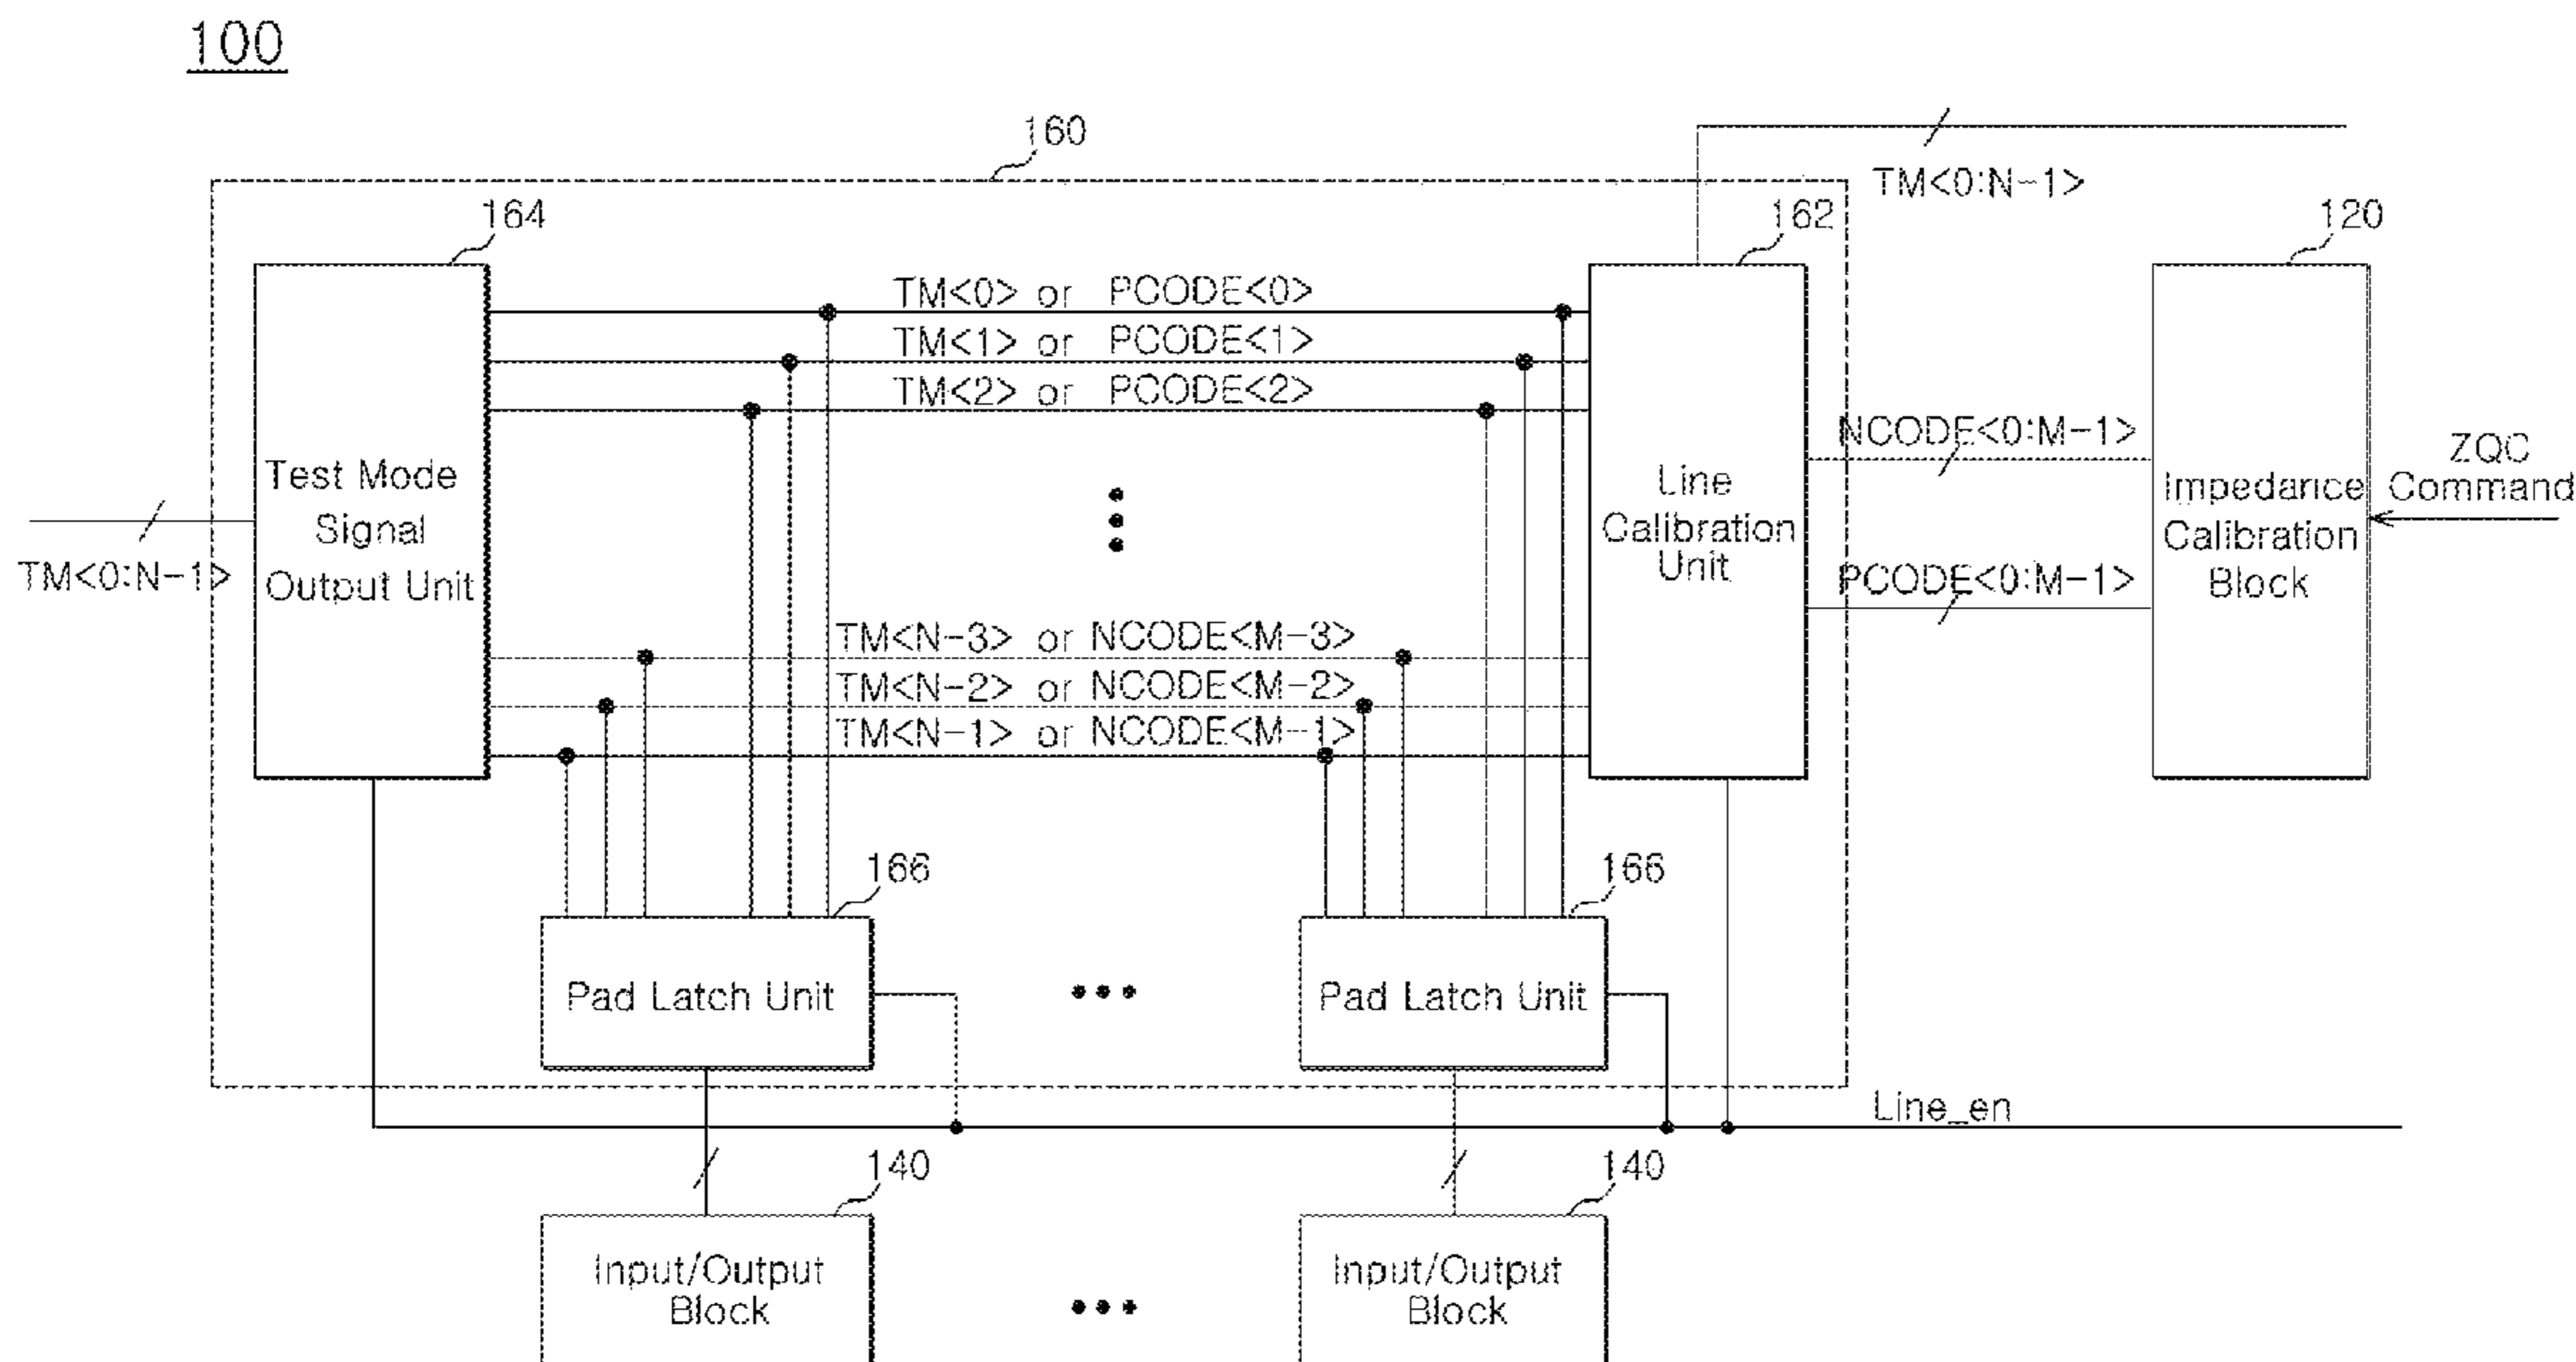 100
160
TM<0:N-1>
164
162
120
TM<0> or PCODE<0>
TM<1> or PCODE<1>
TM<2> or PCODE<2>
NCODE<0:M-1>
ZQC
Command
Test Mode
Signal
Output Unit
Line
Calibration
Unit
Impedance
Calibration
Block
TM<0:N-1>
PCODE<0:M-1>
TM<N-3> or NCODE<M-3>
TM<N-2> or NCODE<M-2>
TM<N-1> or NCODE<M-1>
166
166
Pad Latch Unit
Pad Latch Unit
Line_en
140
140
Input/Output
Block
Input/Output
Block